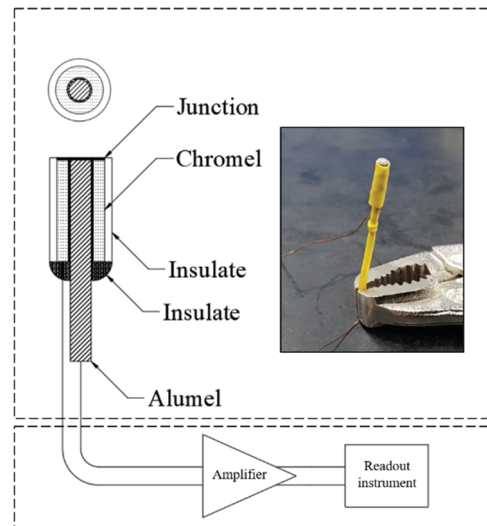 Junction
Chromel
Insulate
Insulate
Alumel
Amplifier
Readout
instrument